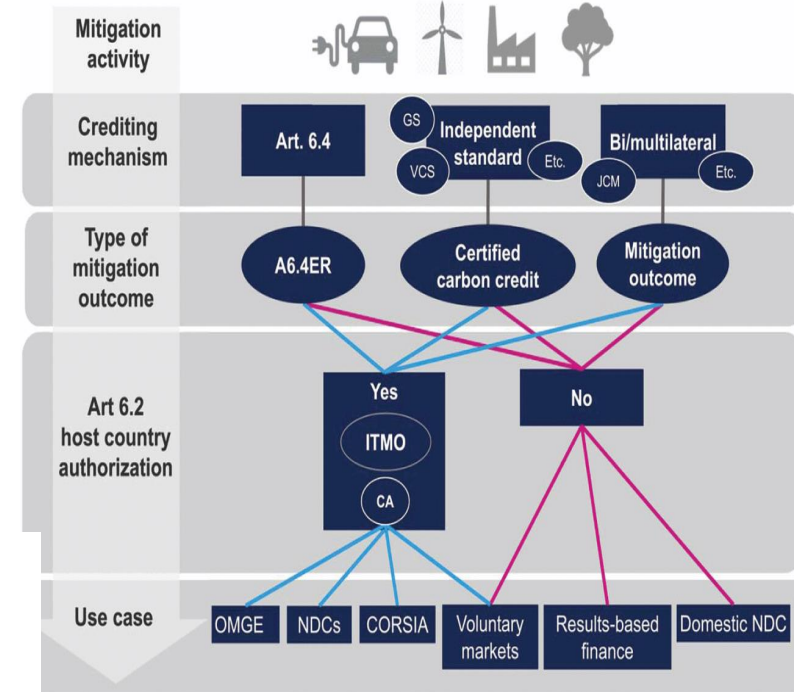 Mitigation
activity
Crediting
mechanism
Art. 6.4
GS
VCS
Independent
standard
Etc.
Bi/multilateral
JCM
Etc.
Type of
mitigation
outcome
A6.4ER
Certified
carbon credit
Mitigation
outcome
Art 6.2
host country
authorization
Yes
ITMO
CA
No
Use case
OMGE
NDCs
CORSIA
Voluntary
markets
Results-based
finance
Domestic NDC